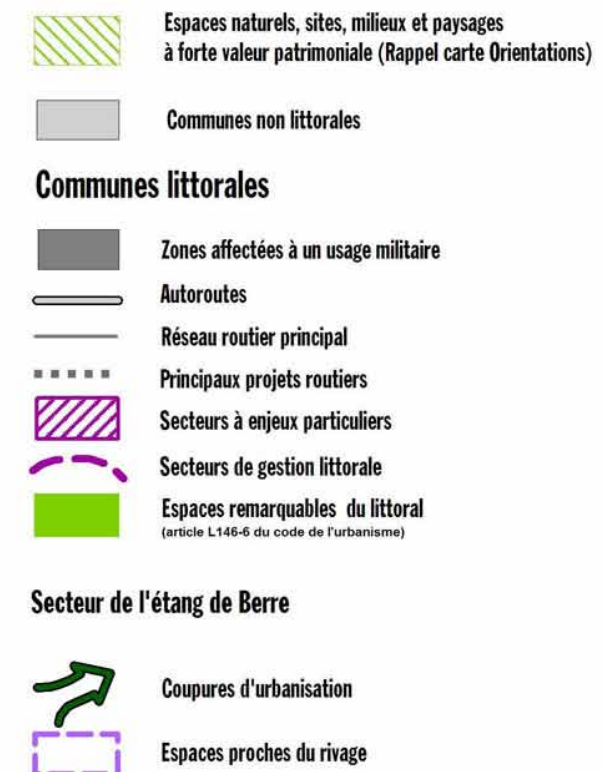 Espaces naturels, sites, milieux et paysages
à forte valeur patrimoniale (Rappel carte Orientations)
Communes non littorales
Communes littorales
Zones affectées à un usage militaire
Autoroutes
Réseau routier principal
Principaux projets routiers
Secteurs à enjeux particuliers
Secteurs de gestion littorale
Espaces remarquables du littoral
(article L146-6 du code de l'urbanisme)
Secteur de l'étang de Berre
Coupures d'urbanisation
Espaces proches du rivage